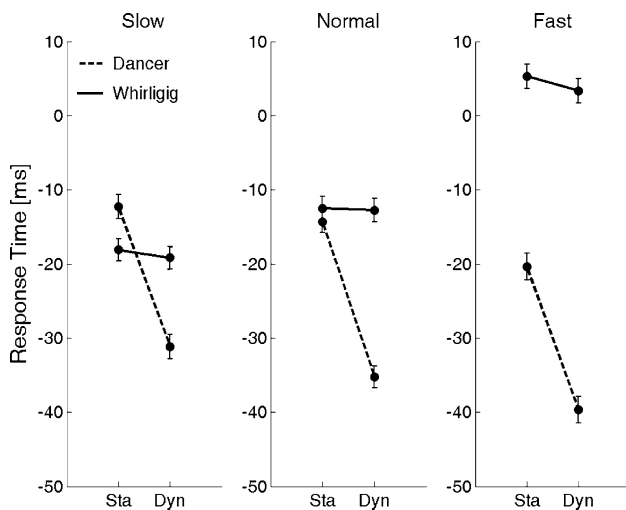 Slow Normal Fast
Response Time [ms]
10 10 10
Dancer
Whirligig
0 0 0
-10 -10 -10
-20 -20 -20
-30 -30 -30
-40 -40 -40
-50 -50 -50
Sta Dyn Sta Dyn Sta Dyn